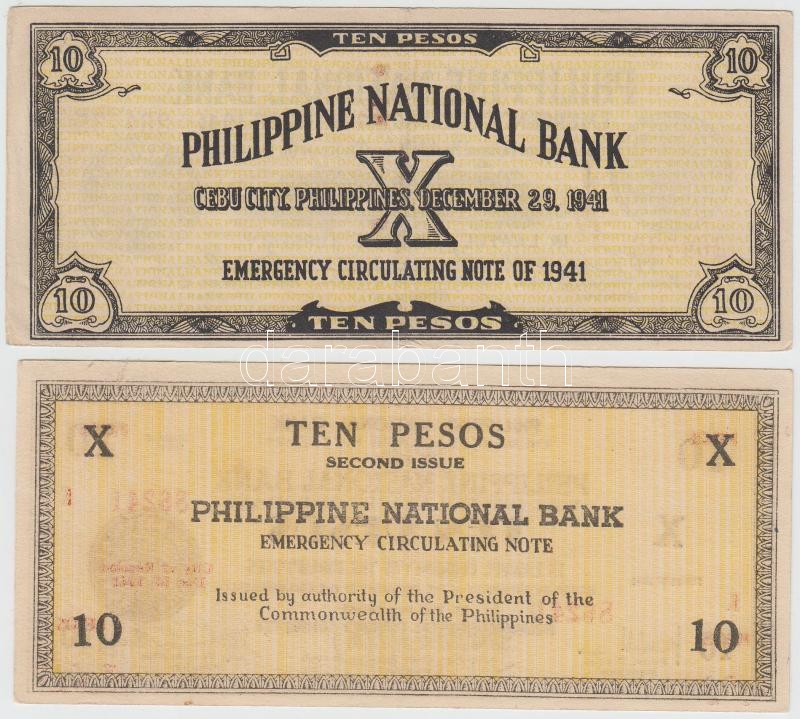 TEN PESOS
10 10
PHILIPPINE NATIONAL BANK
X
CEBU CITY, PHILIPPINES, DECEMBER 29, 1941
EMERGENCY CIRCULATING NOTE OF 1941
10 10
TEN PESOS
darabanth
X X
TEN PESOS
SECOND ISSUE
PHILIPPINE NATIONAL BANK
EMERGENCY CIRCULATING NOTE
Issued by authority of the President of the
Commonwealth of the Philippines
10 10